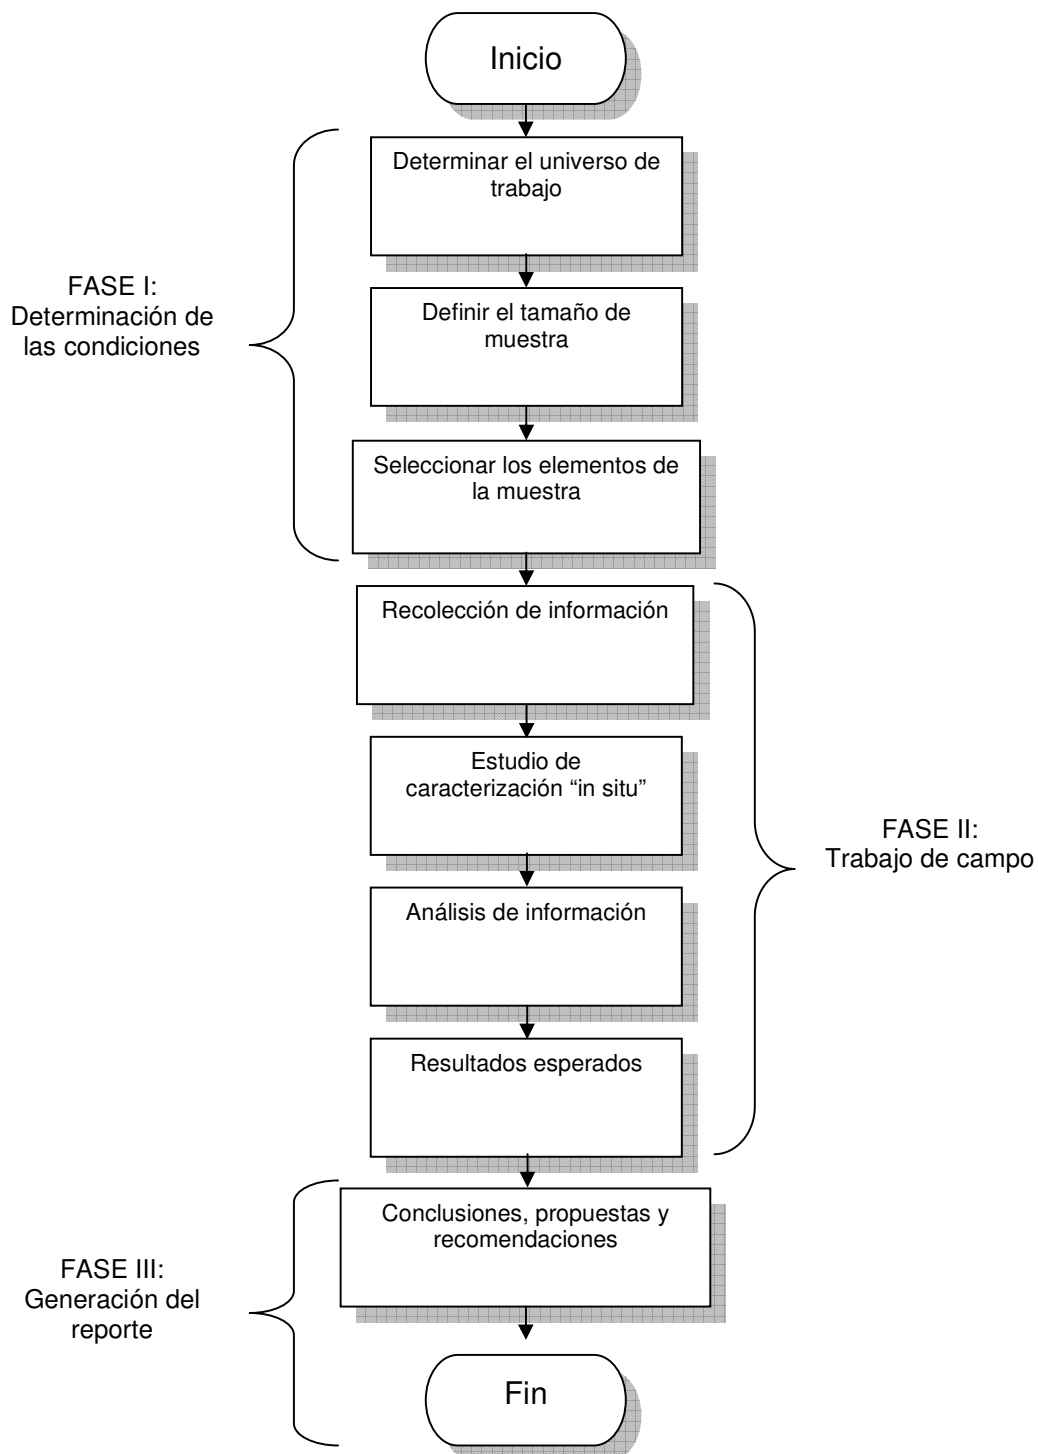 Inicio
Determinar el universo de
trabajo
Definir el tamaño de
muestra
FASE I:
Determinación de
las condiciones
Seleccionar los elementos de
la muestra
Recolección de información
Estudio de
caracterización “in situ”
FASE II:
Trabajo de campo
Análisis de información
Resultados esperados
Conclusiones, propuestas y
recomendaciones
FASE III:
Generación del
reporte
Fin